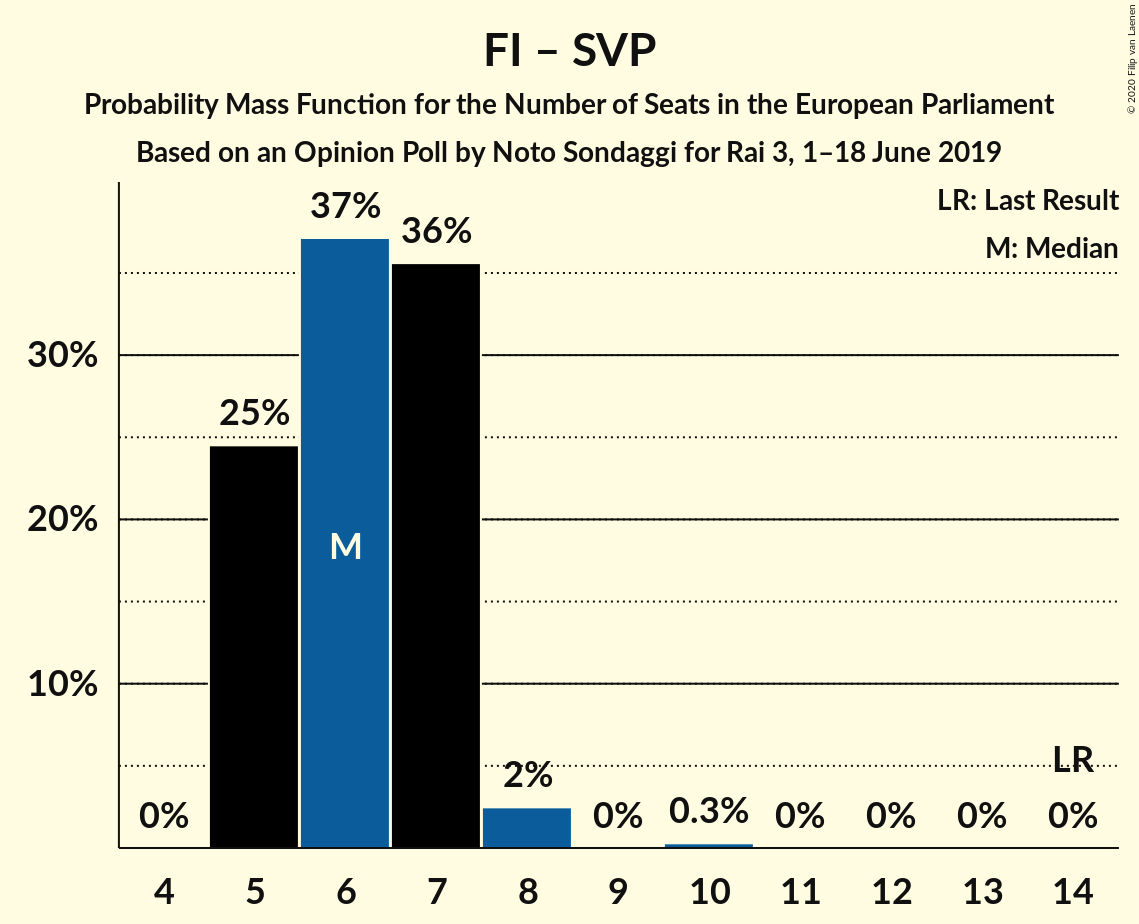 FI – SVP
Probability Mass Function for the Number of Seats in the European Parliament
Based on an Opinion Poll by Noto Sondaggi for Rai 3, 1–18 June 2019
© 2020 Filip van Laenen
LR: Last Result
M: Median
37%
36%
30%
25%
20%
M
10%
LR
2%
0%
0%
0.3%
0%
0%
0%
0%
4 5 6 7 8 9 10 11 12 13 14